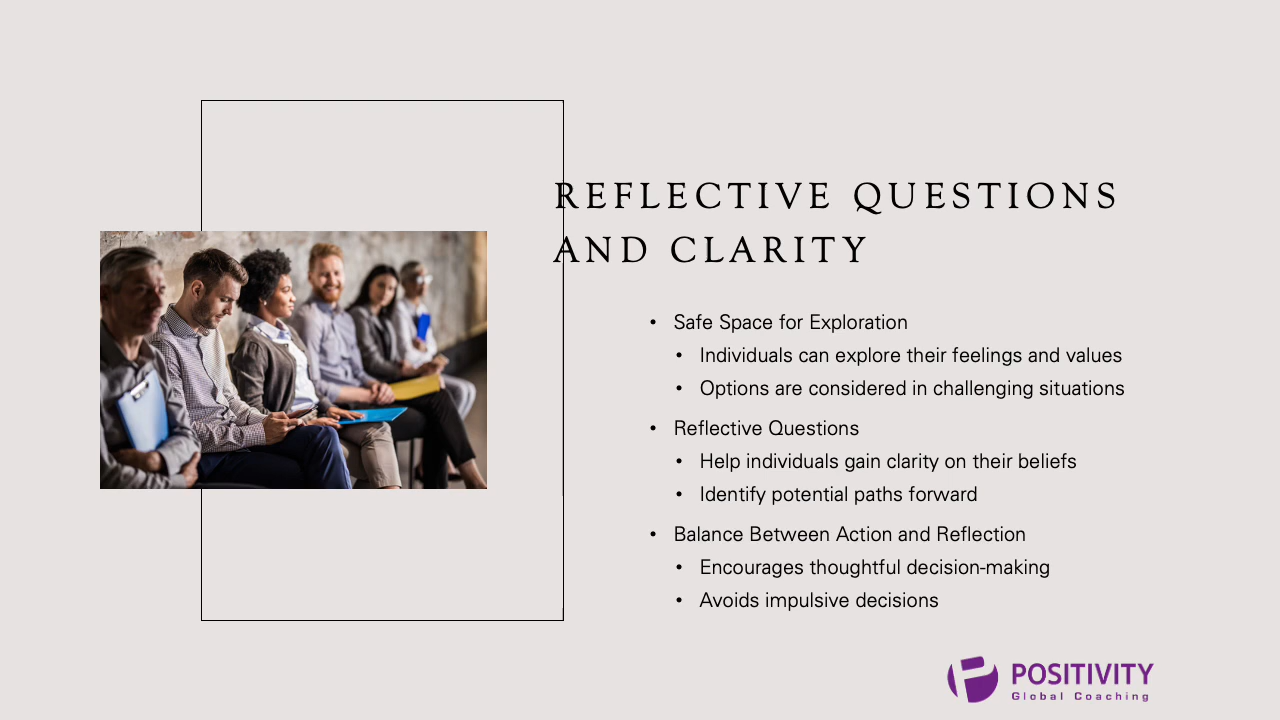 REFLECTIVE QUESTIONS
AND CLARITY
• Safe Space for Exploration
• Individuals can explore their feelings and values
• Options are considered in challenging situations
• Reflective Questions
• Help individuals gain clarity on their beliefs
• Identify potential paths forward
• Balance Between Action and Reflection
• Encourages thoughtful decision-making
• Avoids impulsive decisions
POSITIVITY
Global Coaching